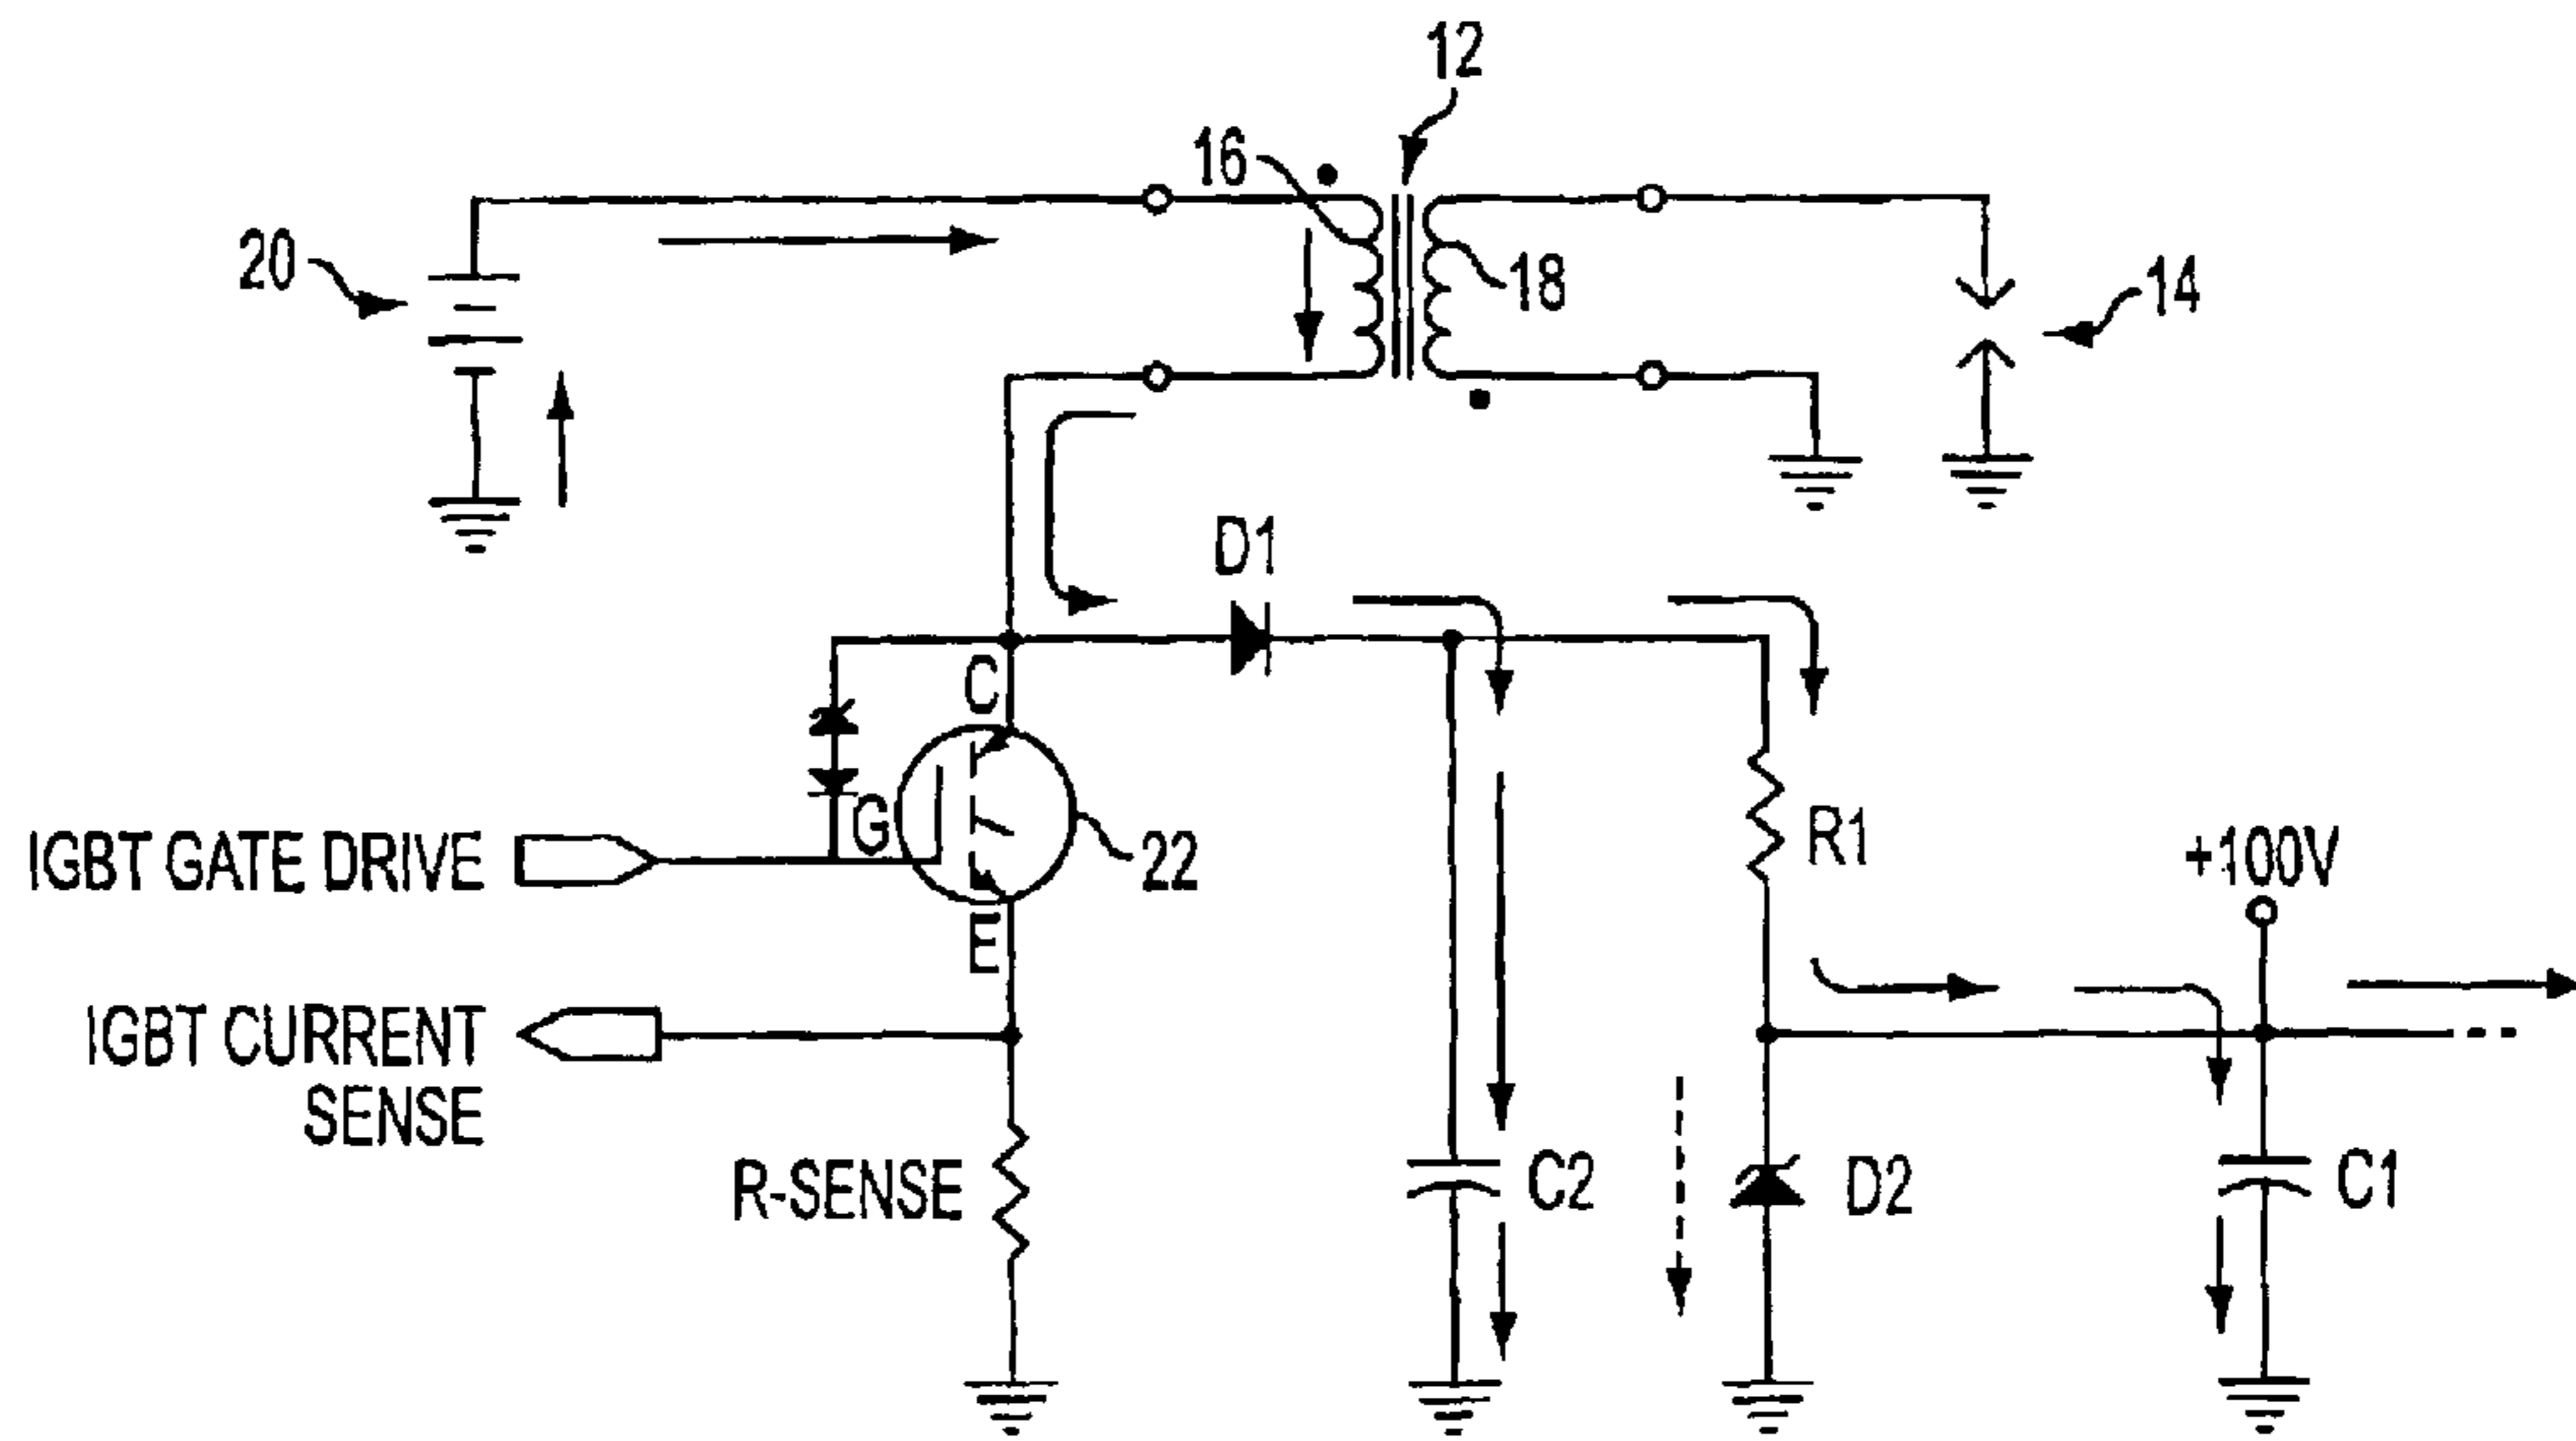 12
16
20
18
14
D1
C
G
22
IGBT GATE DRIVE
R1
+100V
E
IGBT CURRENT
SENSE
R-SENSE
C2
D2
C1